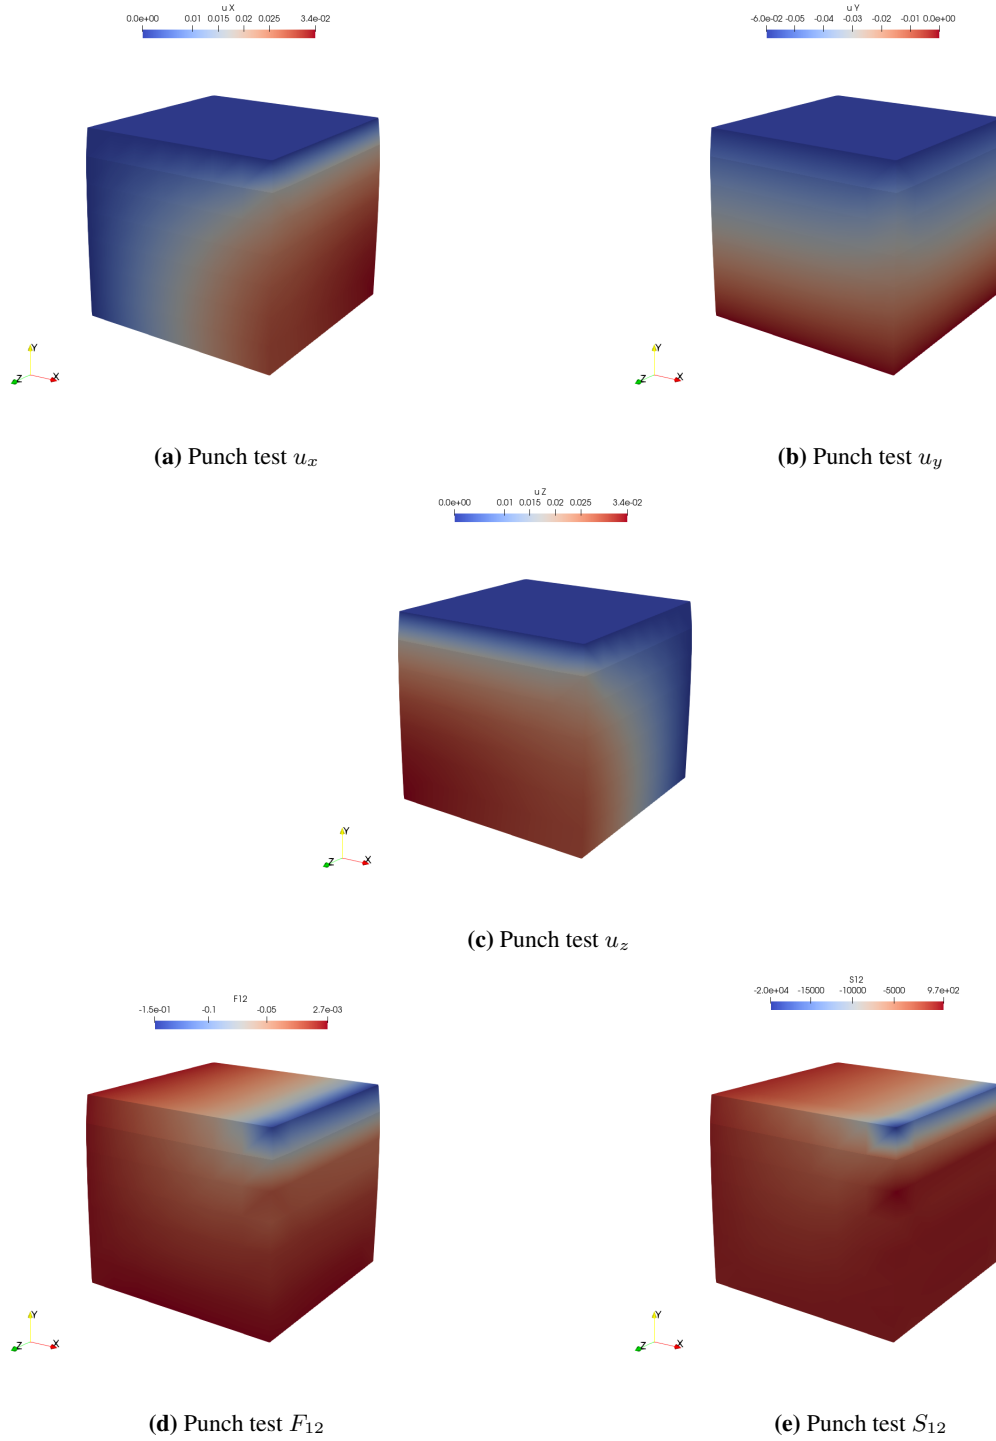 u X
0.0e+00 0.01 0.015 0.02 0.025 3.4e-02
u Y
-6.0e-02 -0.05 -0.04 -0.03 -0.02 -0.01 0.0e+00
Y
Z X
Y
Z X
(a) Punch test u_x
(b) Punch test u_y
u Z
0.0e+00 0.01 0.015 0.02 0.025 3.4e-02
Y
Z X
(c) Punch test u_z
F12
-1.5e-01 -0.1 -0.05 2.7e-03
S12
-2.0e+04 -15000 -10000 -5000 9.7e+02
Y
Z X
Y
Z X
(d) Punch test F_{12}
(e) Punch test S_{12}